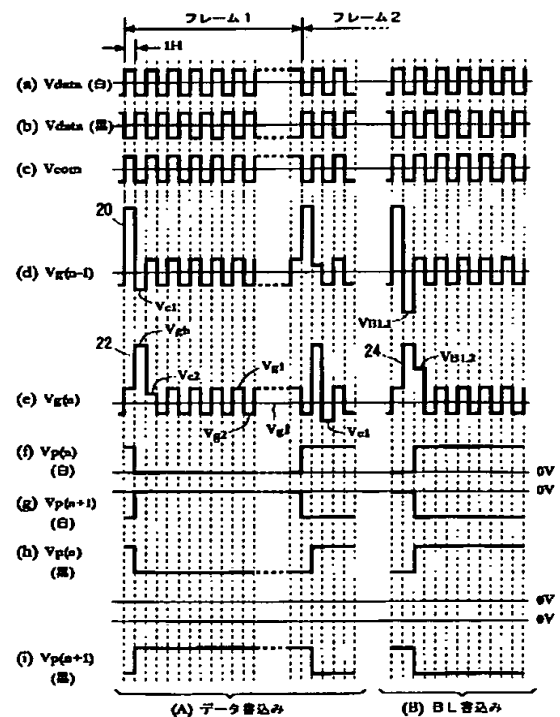 フレーム1
フレーム2
1H
(a) Vdata (白)
(b) Vdata (黒)
(c) Vcom
20
(d) Vg(n-1)
Vc1
VBL1
22
Vgh
Vc2
Vg1
24
VBL2
(e) Vg(n)
Vg2
Vgl
Vc1
(f) Vp(n)
(白)
0V
(g) Vp(n+1)
(白)
0V
(h) Vp(n)
(黒)
0V
0V
(i) Vp(n+1)
(黒)
(A) データ書込み
(B) BL書込み